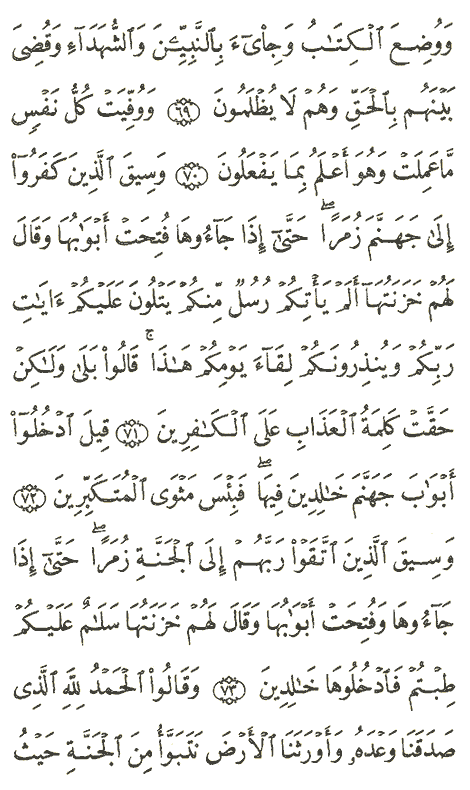 وَوُضِعَ ٱلْكِتَـٰبُ وَجِا۟ىٓءَ بِٱلنَّبِيِّـۧنَ وَٱلشُّهَدَآءِ وَقُضِىَ
بَيْنَهُم بِٱلْحَقِّ وَهُمْ لَا يُظْلَمُونَ ٦٩ وَوُفِّيَتْ كُلُّ نَفْسٍ
مَّا عَمِلَتْ وَهُوَ أَعْلَمُ بِمَا يَفْعَلُونَ ٧٠ وَسِيقَ ٱلَّذِينَ كَفَرُوٓا۟
إِلَىٰ جَهَنَّمَ زُمَرًا ۖ حَتَّىٰٓ إِذَا جَآءُوهَا فُتِحَتْ أَبْوَٰبُهَا وَقَالَ
لَهُمْ خَزَنَتُهَآ أَلَمْ يَأْتِكُمْ رُسُلٌ مِّنكُمْ يَتْلُونَ عَلَيْكُمْ ءَايَـٰتِ
رَبِّكُمْ وَيُنذِرُونَكُمْ لِقَآءَ يَوْمِكُمْ هَـٰذَا ۚ قَالُوا۟ بَلَىٰ وَلَـٰكِنْ
حَقَّتْ كَلِمَةُ ٱلْعَذَابِ عَلَى ٱلْكَـٰفِرِينَ ٧١ قِيلَ ٱدْخُلُوٓا۟
أَبْوَٰبَ جَهَنَّمَ خَـٰلِدِينَ فِيهَا ۖ فَبِئْسَ مَثْوَى ٱلْمُتَكَبِّرِينَ ٧٢
وَسِيقَ ٱلَّذِينَ ٱتَّقَوْا۟ رَبَّهُمْ إِلَى ٱلْجَنَّةِ زُمَرًا ۖ حَتَّىٰٓ إِذَا
جَآءُوهَا وَفُتِحَتْ أَبْوَٰبُهَا وَقَالَ لَهُمْ خَزَنَتُهَا سَلَـٰمٌ عَلَيْكُمْ
طِبْتُمْ فَٱدْخُلُوهَا خَـٰلِدِينَ ٧٣ وَقَالُوا۟ ٱلْحَمْدُ لِلَّهِ ٱلَّذِى
صَدَقَنَا وَعْدَهُۥ وَأَوْرَثَنَا ٱلْأَرْضَ نَتَبَوَّأُ مِنَ ٱلْجَنَّةِ حَيْثُ